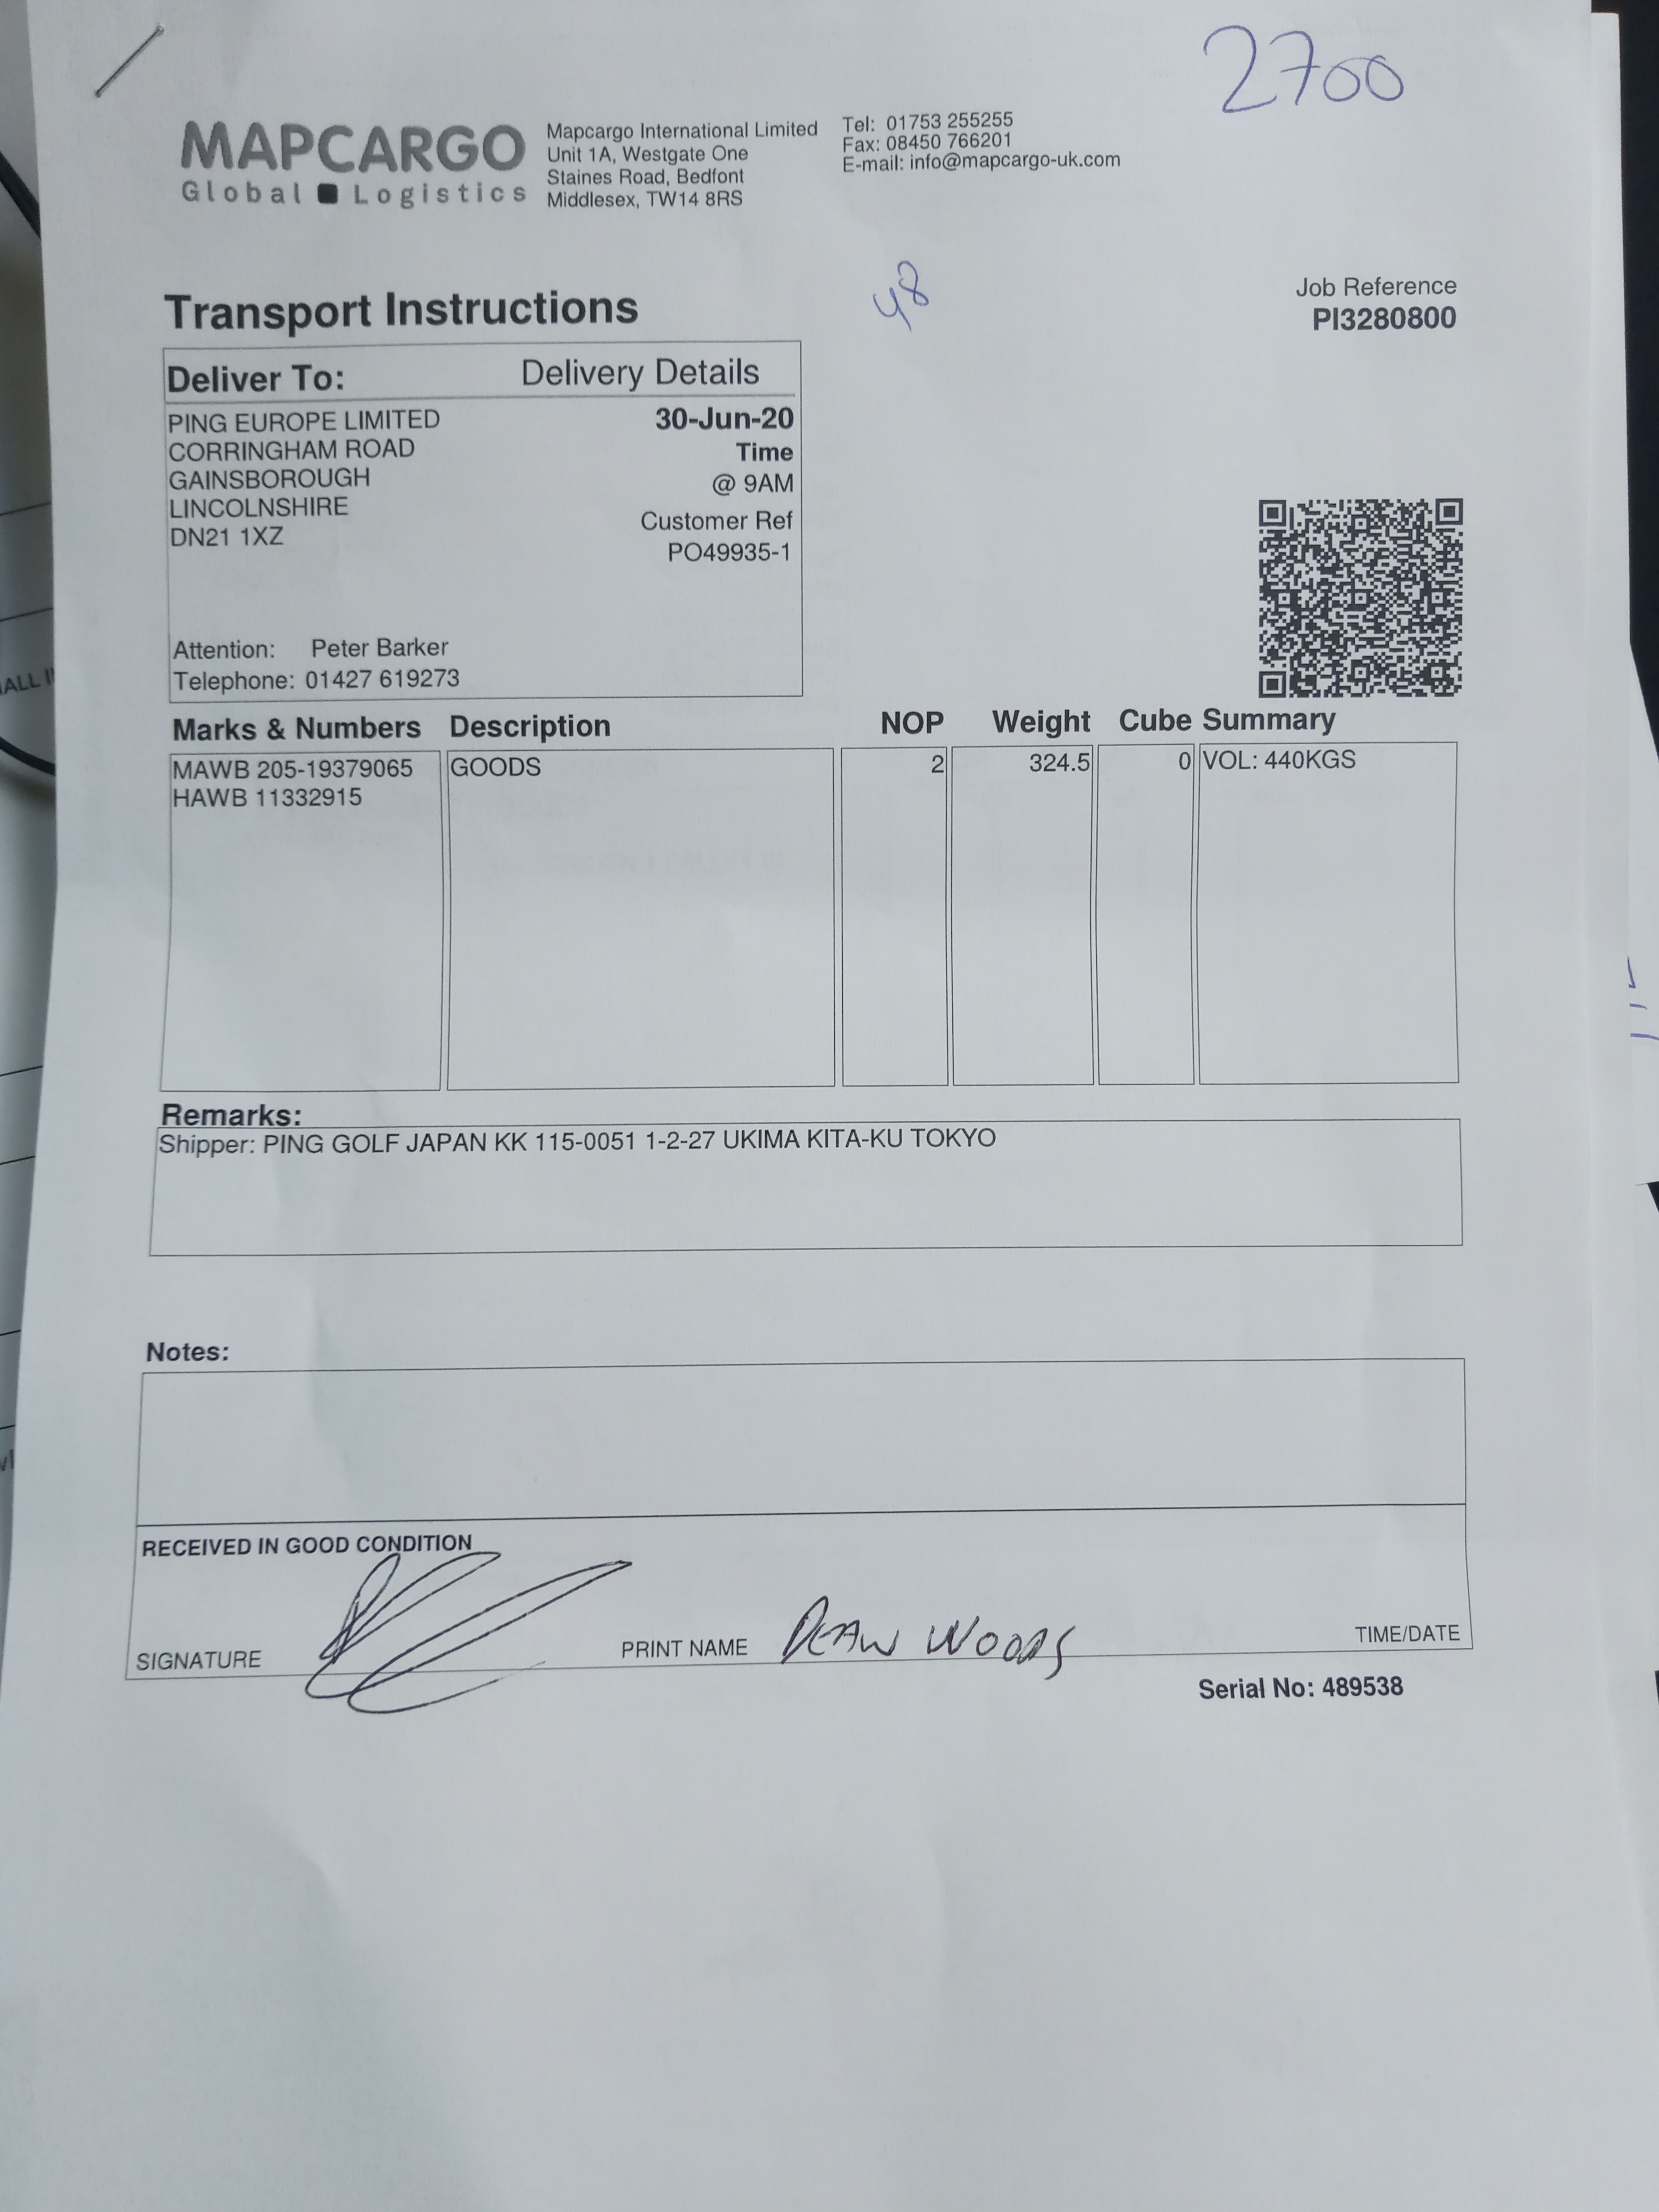 2700
MAPCARGO
Global Logistics
Mapcargo International Limited
Unit 1A, Westgate One
Staines Road, Bedfont
Middlesex, TW14 8RS
Tel: 01753 255255
Fax: 08450 766201
E-mail: info@mapcargo-uk.com
48
Transport Instructions
Job Reference
PI3280800
Deliver To: Delivery Details
PING EUROPE LIMITED 30-Jun-20
CORRINGHAM ROAD Time
GAINSBOROUGH @ 9AM
LINCOLNSHIRE Customer Ref
DN21 1XZ PO49935-1
Attention: Peter Barker
Telephone: 01427 619273
Marks & Numbers Description NOP Weight Cube Summary
MAWB 205-19379065 GOODS 2 324.5 0 VOL: 440KGS
HAWB 11332915
Remarks:
Shipper: PING GOLF JAPAN KK 115-0051 1-2-27 UKIMA KITA-KU TOKYO
Notes:
RECEIVED IN GOOD CONDITION
SIGNATURE PRINT NAME DEAN WOODS TIME/DATE
Serial No: 489538